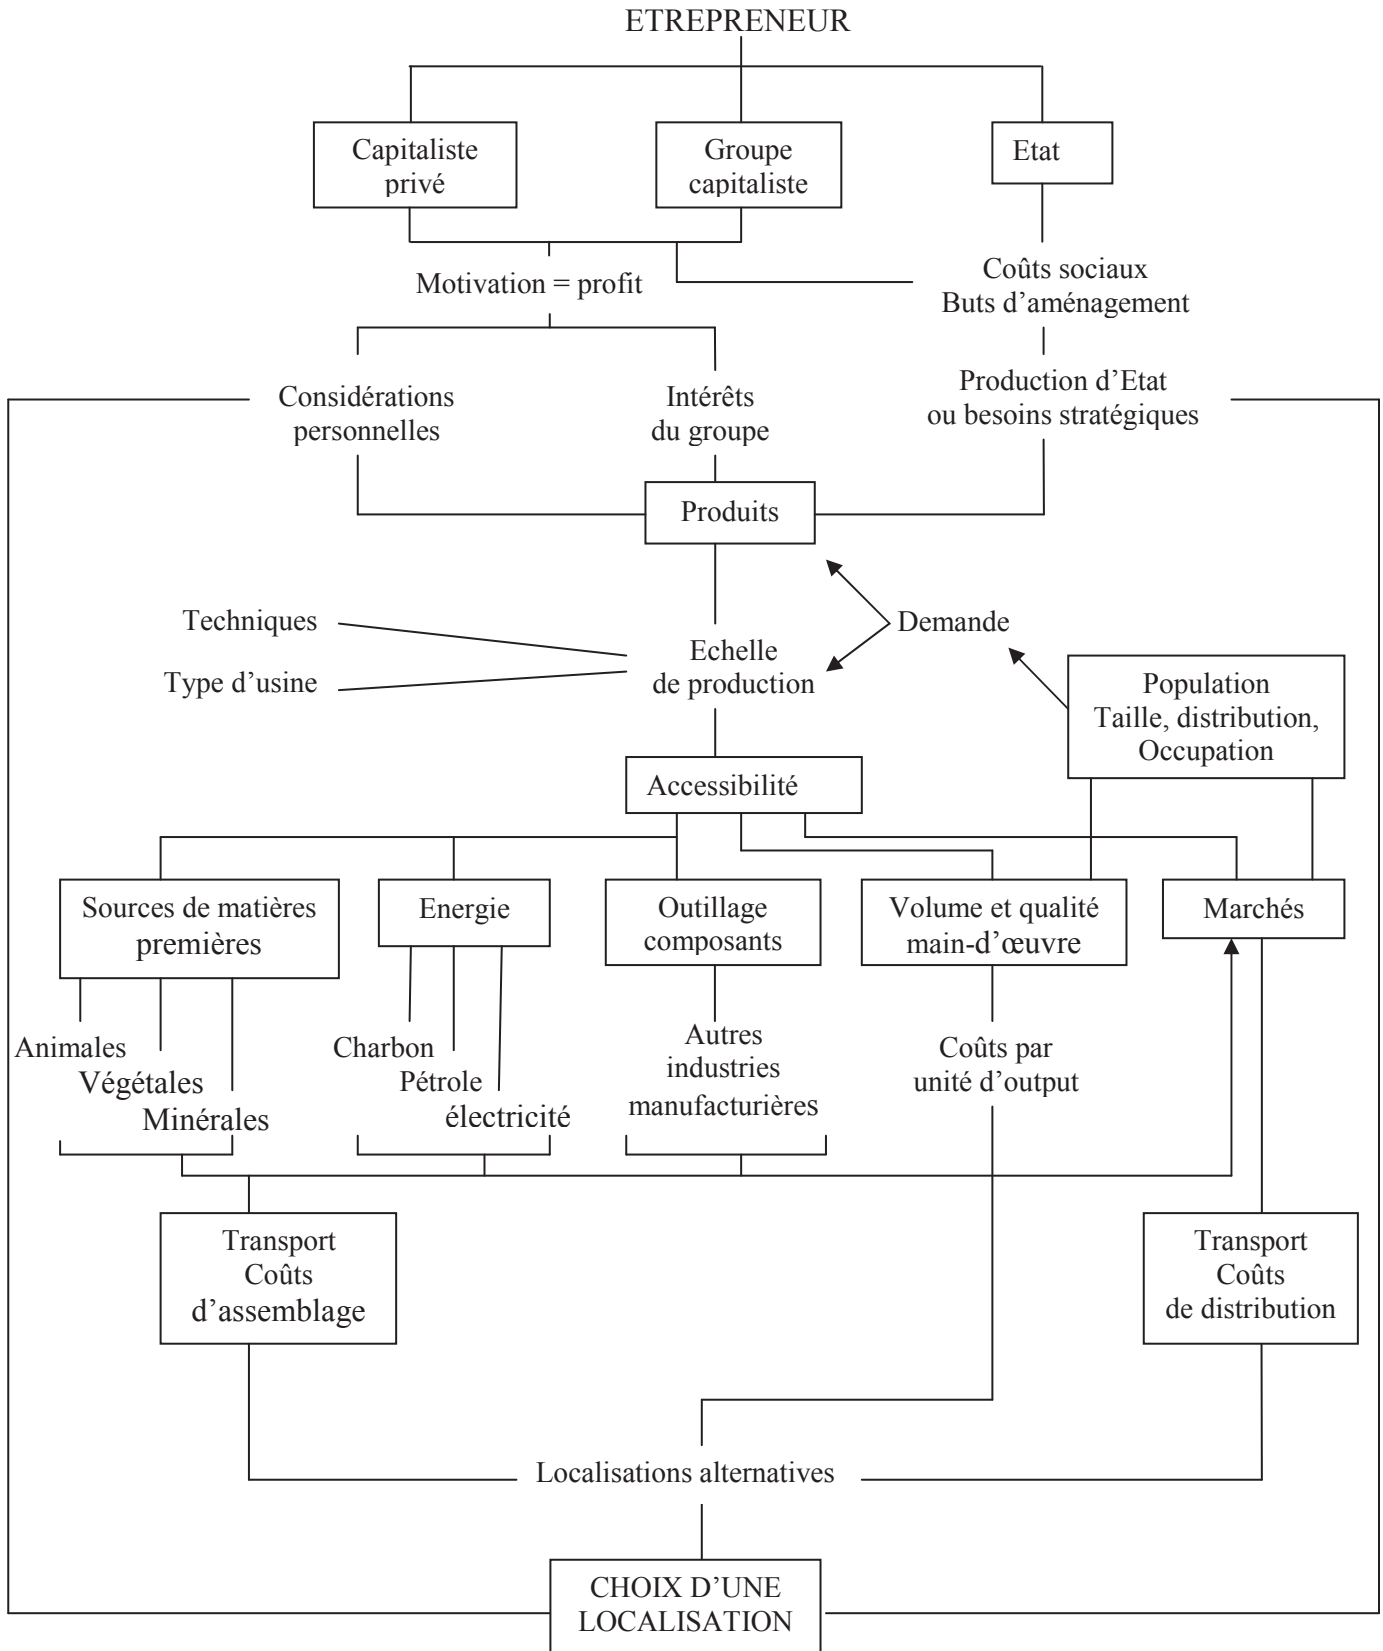 ETREPRENEUR
Capitaliste
privé
Groupe
capitaliste
Etat
Motivation = profit
Coûts sociaux
Buts d’aménagement
Considérations
personnelles
Intérêts
du groupe
Production d’Etat
ou besoins stratégiques
Produits
Techniques
Type d’usine
Echelle
de production
Demande
Population
Taille, distribution,
Occupation
Accessibilité
Sources de matières
premières
Energie
Outillage
composants
Volume et qualité
main-d’œuvre
Marchés
Animales
Végétales
Minérales
Charbon
Pétrole
électricité
Autres
industries
manufacturières
Coûts par
unité d’output
Transport
Coûts
d’assemblage
Transport
Coûts
de distribution
Localisations alternatives
CHOIX D’UNE
LOCALISATION